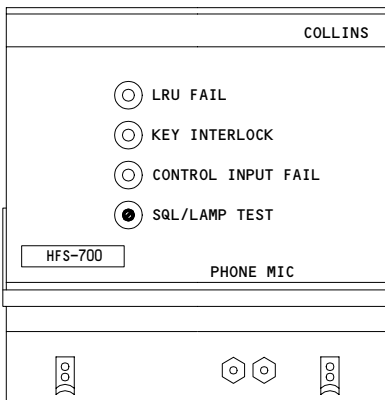 COLLINS
LRU FAIL
KEY INTERLOCK
CONTROL INPUT FAIL
SQL/LAMP TEST
HFS-700
PHONE MIC